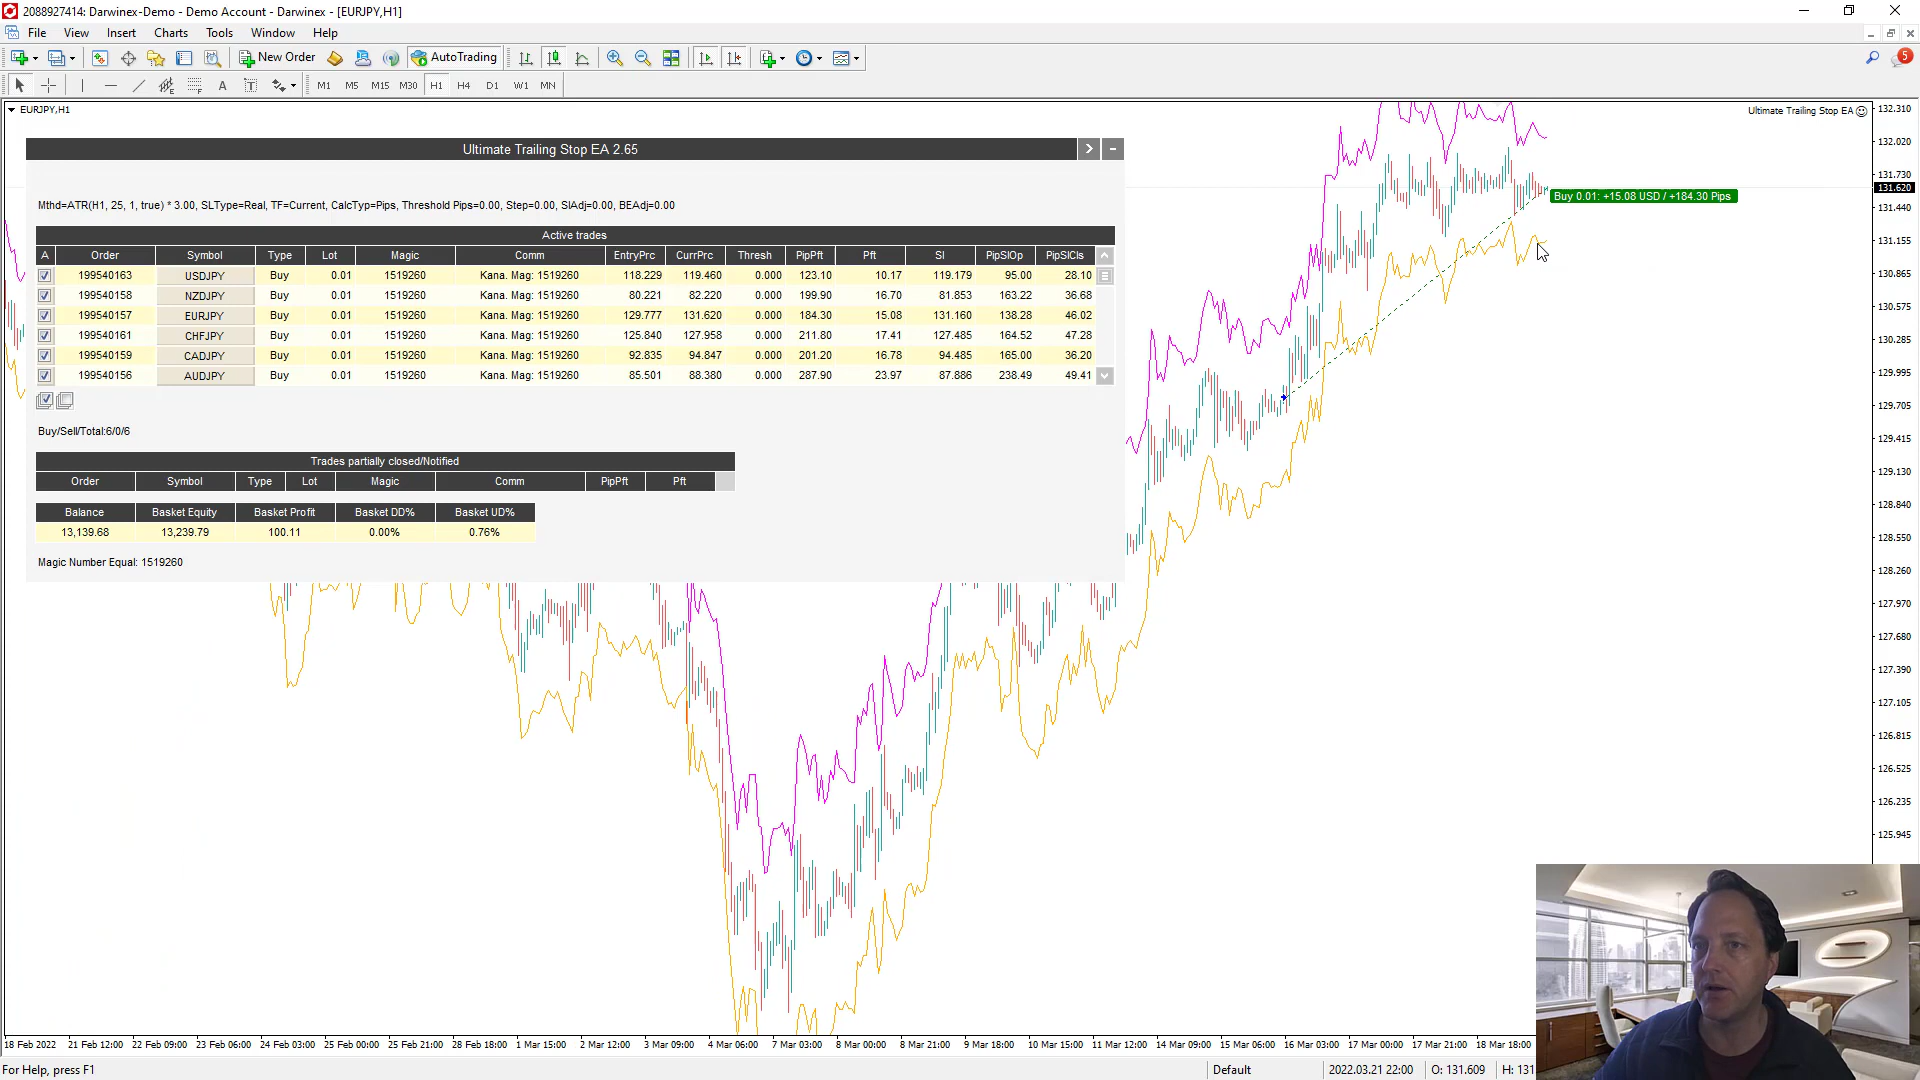 2088927414: Darwinex-Demo - Demo Account - Darwinex - [EURJPY,H1]
File View Insert Charts Tools Window Help
5
New Order AutoTrading
A T M1 M5 M15 M30 H1 H4 D1 W1 MN
EURJPY,H1
Ultimate Trailing Stop EA
Ultimate Trailing Stop EA 2.65
Mthd=ATR(H1, 25, 1, true) * 3.00, SLType=Real, TF=Current, CalcTyp=Pips, Threshold Pips=0.00, Step=0.00, SlAdj=0.00, BEAdj=0.00
Active trades
A Order Symbol Type Lot Magic Comm EntryPrc CurrPrc Thresh PipPft Pft Sl PipSlOp PipSlCls
199540163 USDJPY Buy 0.01 1519260 Kana. Mag: 1519260 118.229 119.460 0.000 123.10 10.17 119.179 95.00 28.10
199540158 NZDJPY Buy 0.01 1519260 Kana. Mag: 1519260 80.221 82.220 0.000 199.90 16.70 81.853 163.22 36.68
199540157 EURJPY Buy 0.01 1519260 Kana. Mag: 1519260 129.777 131.620 0.000 184.30 15.08 131.160 138.28 46.02
199540161 CHFJPY Buy 0.01 1519260 Kana. Mag: 1519260 125.840 127.958 0.000 211.80 17.41 127.485 164.52 47.28
199540159 CADJPY Buy 0.01 1519260 Kana. Mag: 1519260 92.835 94.847 0.000 201.20 16.78 94.485 165.00 36.20
199540156 AUDJPY Buy 0.01 1519260 Kana. Mag: 1519260 85.501 88.380 0.000 287.90 23.97 87.886 238.49 49.41
Buy/Sell/Total:6/0/6
Trades partially closed/Notified
Order Symbol Type Lot Magic Comm PipPft Pft
Balance Basket Equity Basket Profit Basket DD% Basket UD%
13,139.68 13,239.79 100.11 0.00% 0.76%
Magic Number Equal: 1519260
Buy 0.01: +15.08 USD / +184.30 Pips
132.310
132.020
131.730
131.620
131.440
131.155
130.865
130.575
130.285
129.995
129.705
129.415
129.130
128.840
128.550
128.260
127.970
127.680
127.390
127.105
126.815
126.525
126.235
125.945
18 Feb 2022 21 Feb 12:00 22 Feb 09:00 23 Feb 06:00 24 Feb 03:00 25 Feb 00:00 25 Feb 21:00 28 Feb 18:00 1 Mar 15:00 2 Mar 12:00 3 Mar 09:00 4 Mar 06:00 7 Mar 03:00 8 Mar 00:00 8 Mar 21:00 9 Mar 18:00 10 Mar 15:00 11 Mar 12:00 14 Mar 09:00 15 Mar 06:00 16 Mar 03:00 17 Mar 00:00 17 Mar 21:00 18 Mar 18:00
For Help, press F1 Default 2022.03.21 22:00 O: 131.609 H: 131